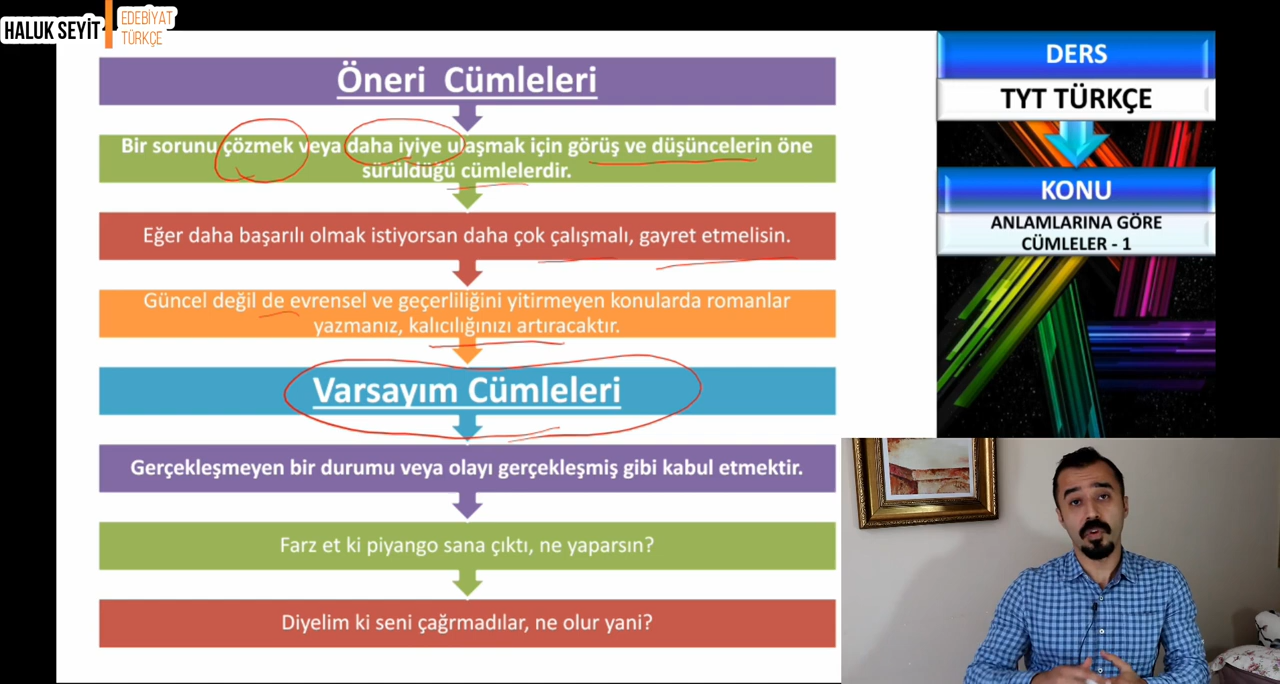 HALUK SEYİT
EDEBİYAT
TÜRKÇE
Öneri Cümleleri
Bir sorunu çözmek veya daha iyiye ulaşmak için görüş ve düşüncelerin öne
sürüldüğü cümlelerdir.
Eğer daha başarılı olmak istiyorsan daha çok çalışmalı, gayret etmelisin.
Güncel değil de evrensel ve geçerliliğini yitirmeyen konularda romanlar
yazmanız, kalıcılığınızı artıracaktır.
Varsayım Cümleleri
Gerçekleşmeyen bir durumu veya olayı gerçekleşmiş gibi kabul etmektir.
Farz et ki piyango sana çıktı, ne yaparsın?
Diyelim ki seni çağrmadılar, ne olur yani?
DERS
TYT TÜRKÇE
KONU
ANLAMLARINA GÖRE
CÜMLELER - 1